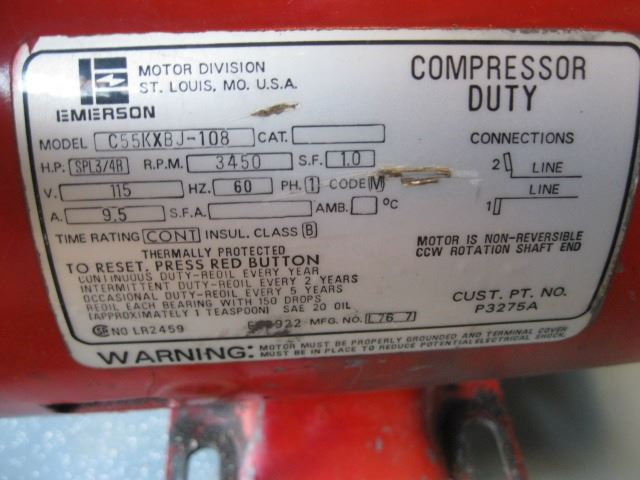 EMERSON
MOTOR DIVISION
ST. LOUIS, MO. U.S.A.
COMPRESSOR
DUTY
MODEL C55KXBJ-108 CAT.
H.P. SPL3/4B R.P.M. 3450 S.F. 1.0
V. 115 HZ. 60 PH. 1 CODE M
A. 9.5 S.F.A. AMB. °C
TIME RATING CONT INSUL. CLASS B
CONNECTIONS
2 LINE
LINE
1
MOTOR IS NON-REVERSIBLE
CCW ROTATION SHAFT END
THERMALLY PROTECTED
TO RESET, PRESS RED BUTTON
CONTINUOUS DUTY-REOIL EVERY YEAR
INTERMITTENT DUTY-REOIL EVERY 2 YEARS
OCCASIONAL DUTY-REOIL EVERY 5 YEARS
REOIL EACH BEARING WITH 150 DROPS
(APPROXIMATELY 1 TEASPOON) SAE 20 OIL
NO LR2459 MFG. NO. L76 7
CUST. PT. NO.
P3275A
WARNING: MOTOR MUST BE PROPERLY GROUNDED AND TERMINAL COVER
MUST BE IN PLACE TO REDUCE POTENTIAL ELECTRICAL SHOCK.